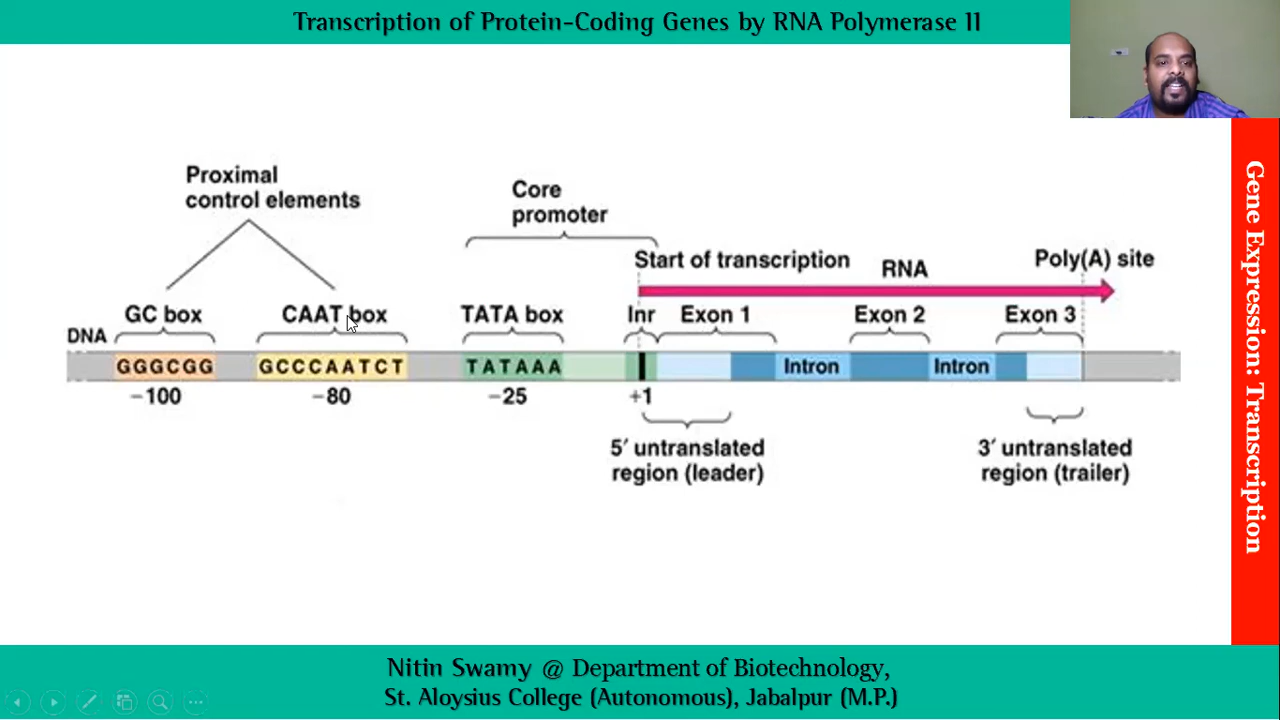 Transcription of Protein-Coding Genes by RNA Polymerase II
Proximal
control elements
Core
promoter
Start of transcription
RNA
Poly(A) site
GC box
CAAT box
TATA box
Inr
Exon 1
Exon 2
Exon 3
DNA
GGGCGG
GCCCAATCT
TATAAA
Intron
Intron
−100
−80
−25
+1
5′ untranslated
region (leader)
3′ untranslated
region (trailer)
Gene Expression: Transcription
Nitin Swamy @ Department of Biotechnology,
St. Aloysius College (Autonomous), Jabalpur (M.P.)